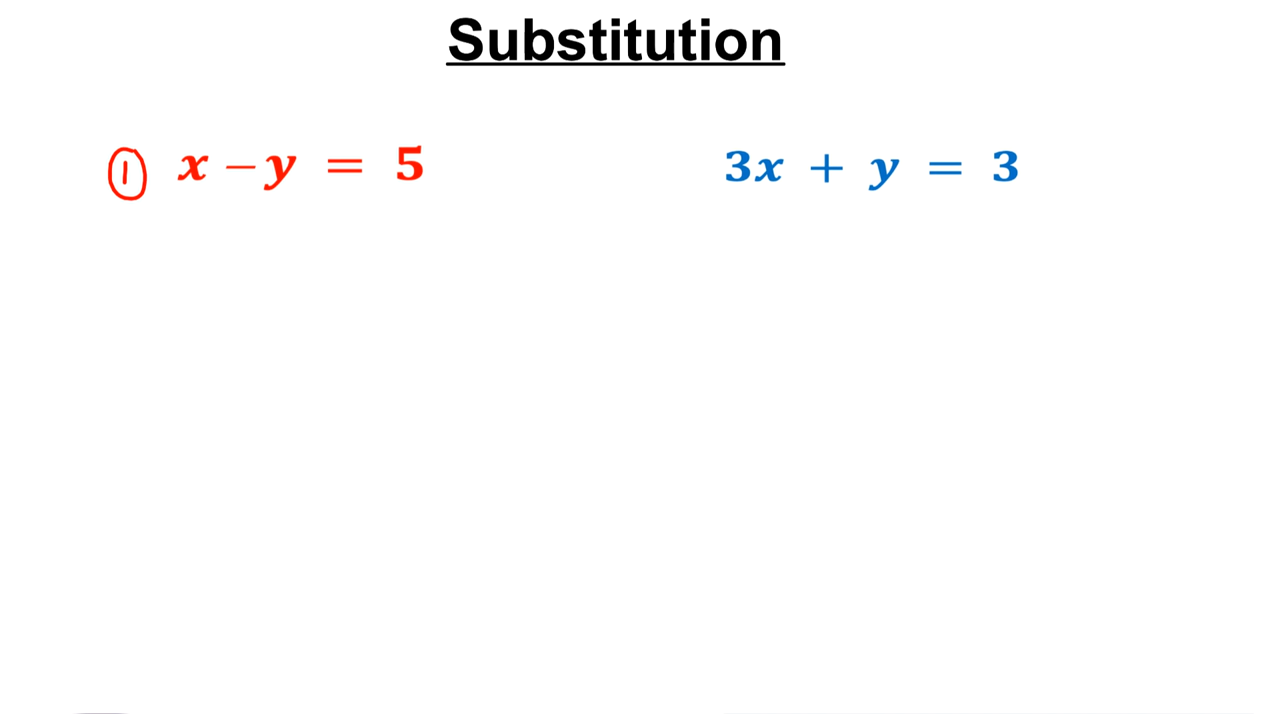 Substitution
① x − y = 5
3x + y = 3